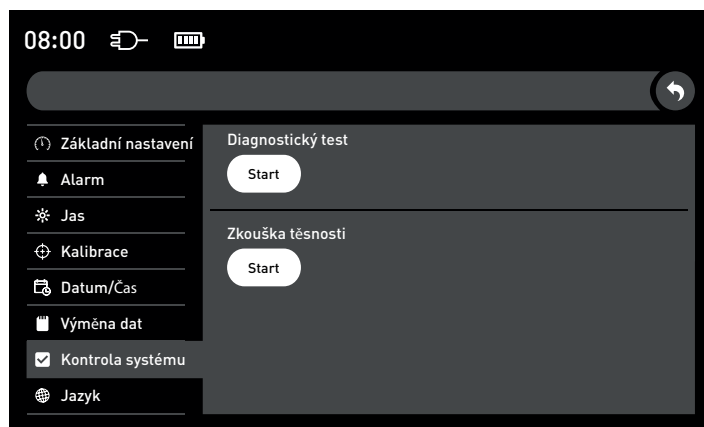 08:00
Základní nastavení
Alarm
Jas
Kalibrace
Datum/Čas
Výměna dat
Kontrola systému
Jazyk
Diagnostický test
Start
Zkouška těsnosti
Start